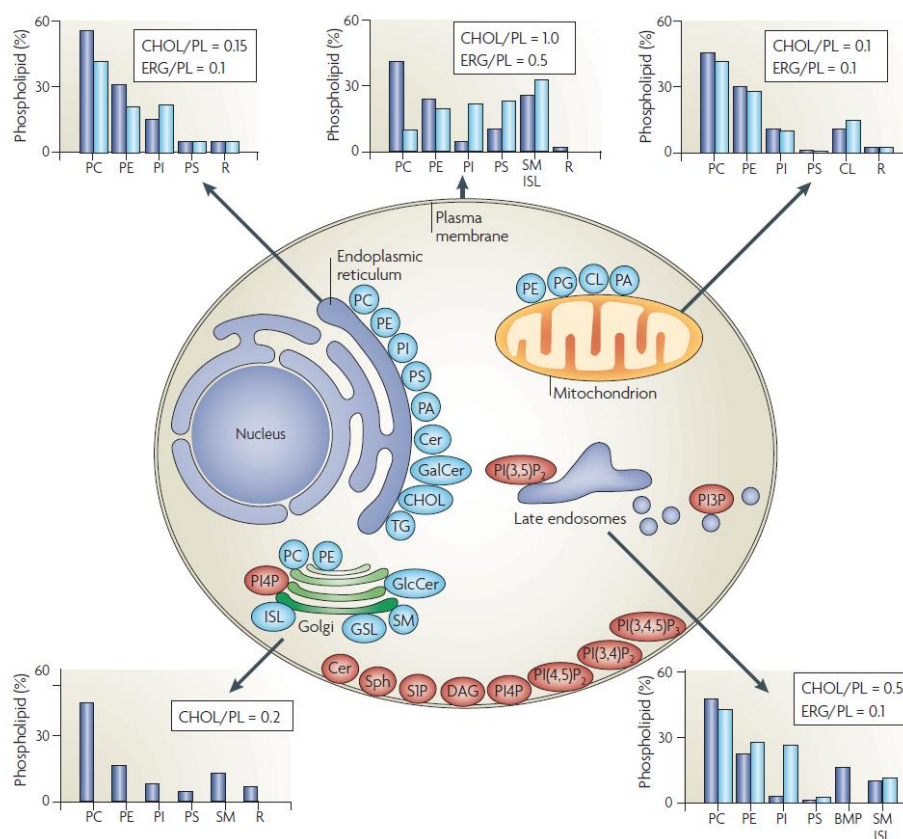 60
Phospholipid (%)
30
0
CHOL/PL = 0.15
ERG/PL = 0.1
PC PE PI PS R
60
Phospholipid (%)
30
0
CHOL/PL = 1.0
ERG/PL = 0.5
PC PE PI PS SM R
ISL
60
Phospholipid (%)
30
0
CHOL/PL = 0.1
ERG/PL = 0.1
PC PE PI PS CL R
Plasma
membrane
Endoplasmic
reticulum
PC
PE
PI
PS
PA
Cer
GalCer
CHOL
TG
Nucleus
PE PG CL PA
Mitochondrion
PI(3,5)P₂
PI3P
Late endosomes
PC PE
PI4P
GlcCer
ISL
Golgi
GSL
SM
Cer
Sph
S1P
DAG
PI4P
PI(4,5)P₂
PI(3,4)P₂
PI(3,4,5)P₃
60
Phospholipid (%)
30
0
CHOL/PL = 0.2
PC PE PI PS SM R
60
Phospholipid (%)
30
0
CHOL/PL = 0.5
ERG/PL = 0.1
PC PE PI PS BMP SM
ISL